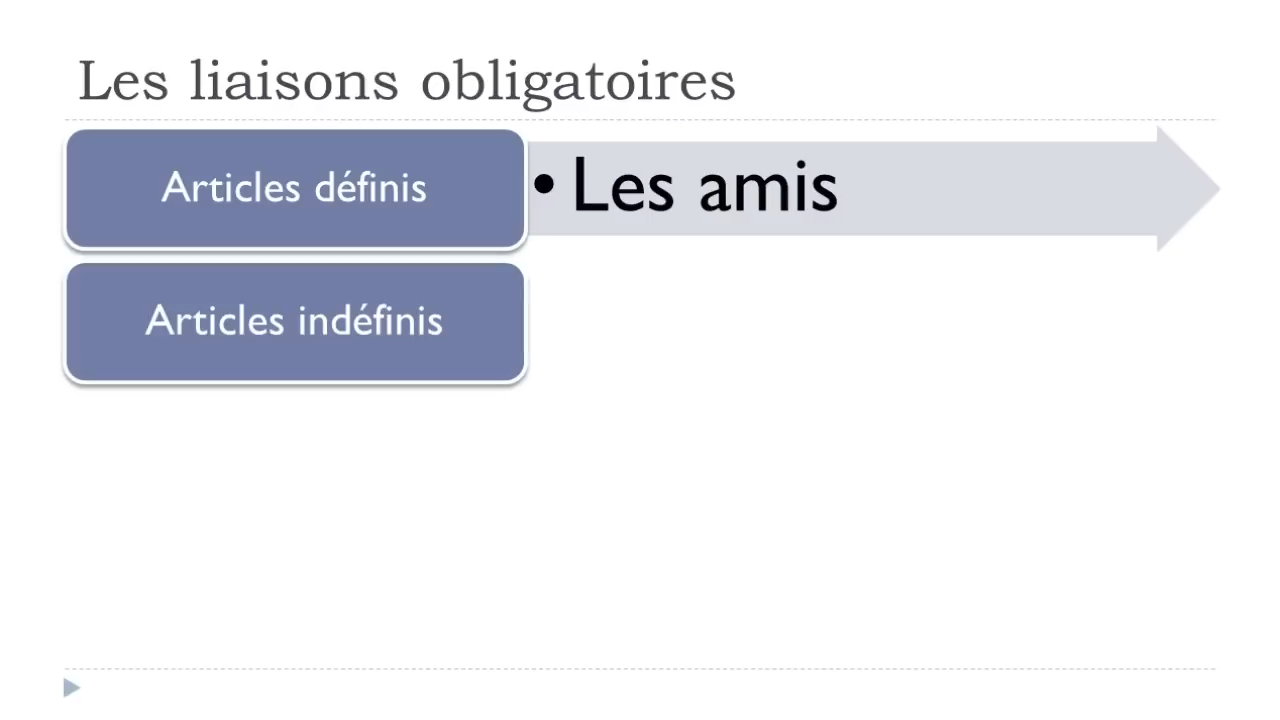 Les liaisons obligatoires
Articles définis
• Les amis
Articles indéfinis